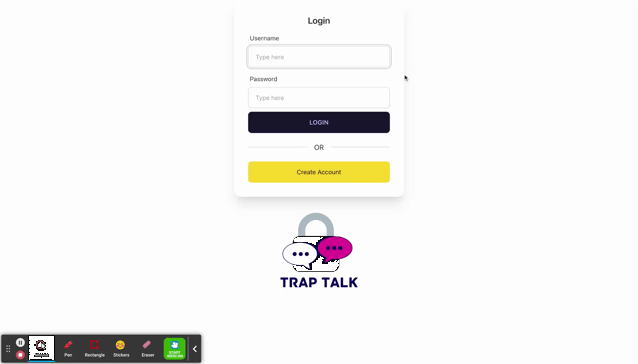 Login
Username
Type here
Password
Type here
LOGIN
OR
Create Account
TRAP TALK
Pen
Rectangle
Stickers
Eraser